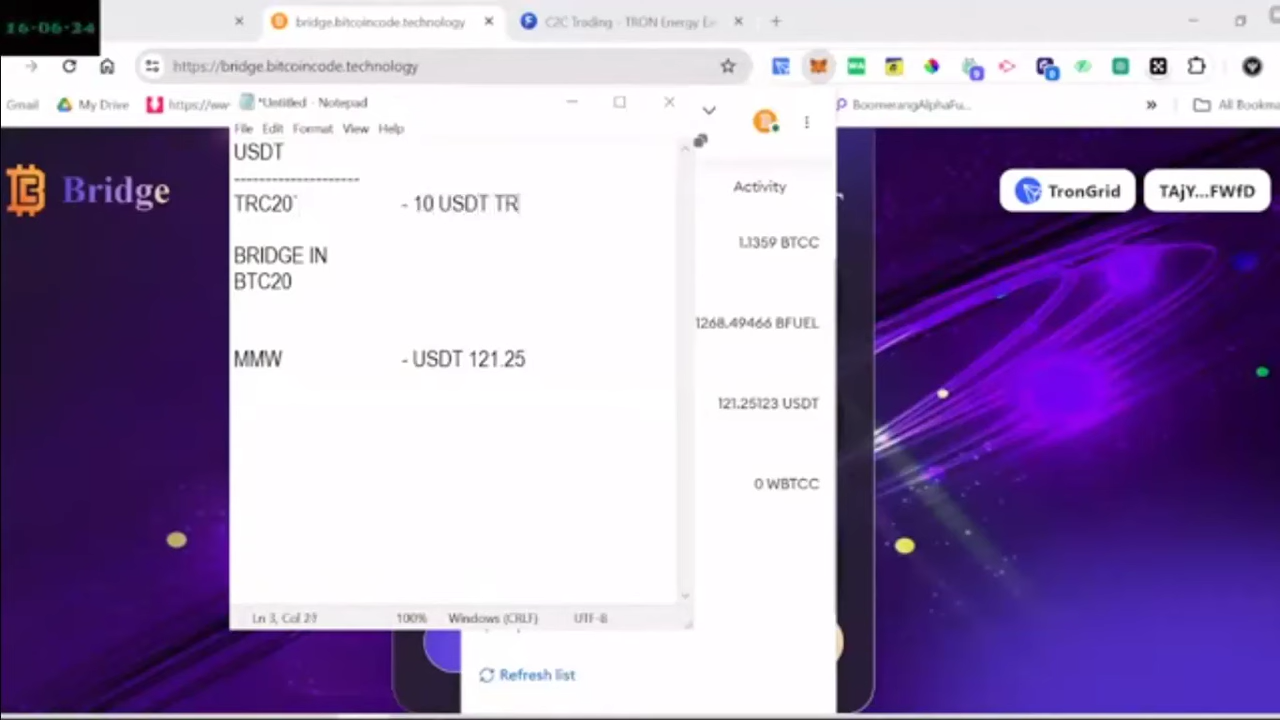 16-06-24
bridge.bitcoincode.technology
C2C Trading - TRON Energy Ex
https://bridge.bitcoincode.technology
Gmail
My Drive
https://ww
BoomerangAlphaFu...
All Bookma
*Untitled - Notepad
File Edit Format View Help
USDT
--------------------
TRC20` - 10 USDT TR
BRIDGE IN
BTC20
MMW - USDT 121.25
Ln 3, Col 27
100%
Windows (CRLF)
UTF-8
Bridge
Activity
1.1359 BTCC
1268.49466 BFUEL
121.25123 USDT
0 WBTCC
Refresh list
TronGrid
TAjY...FWfD